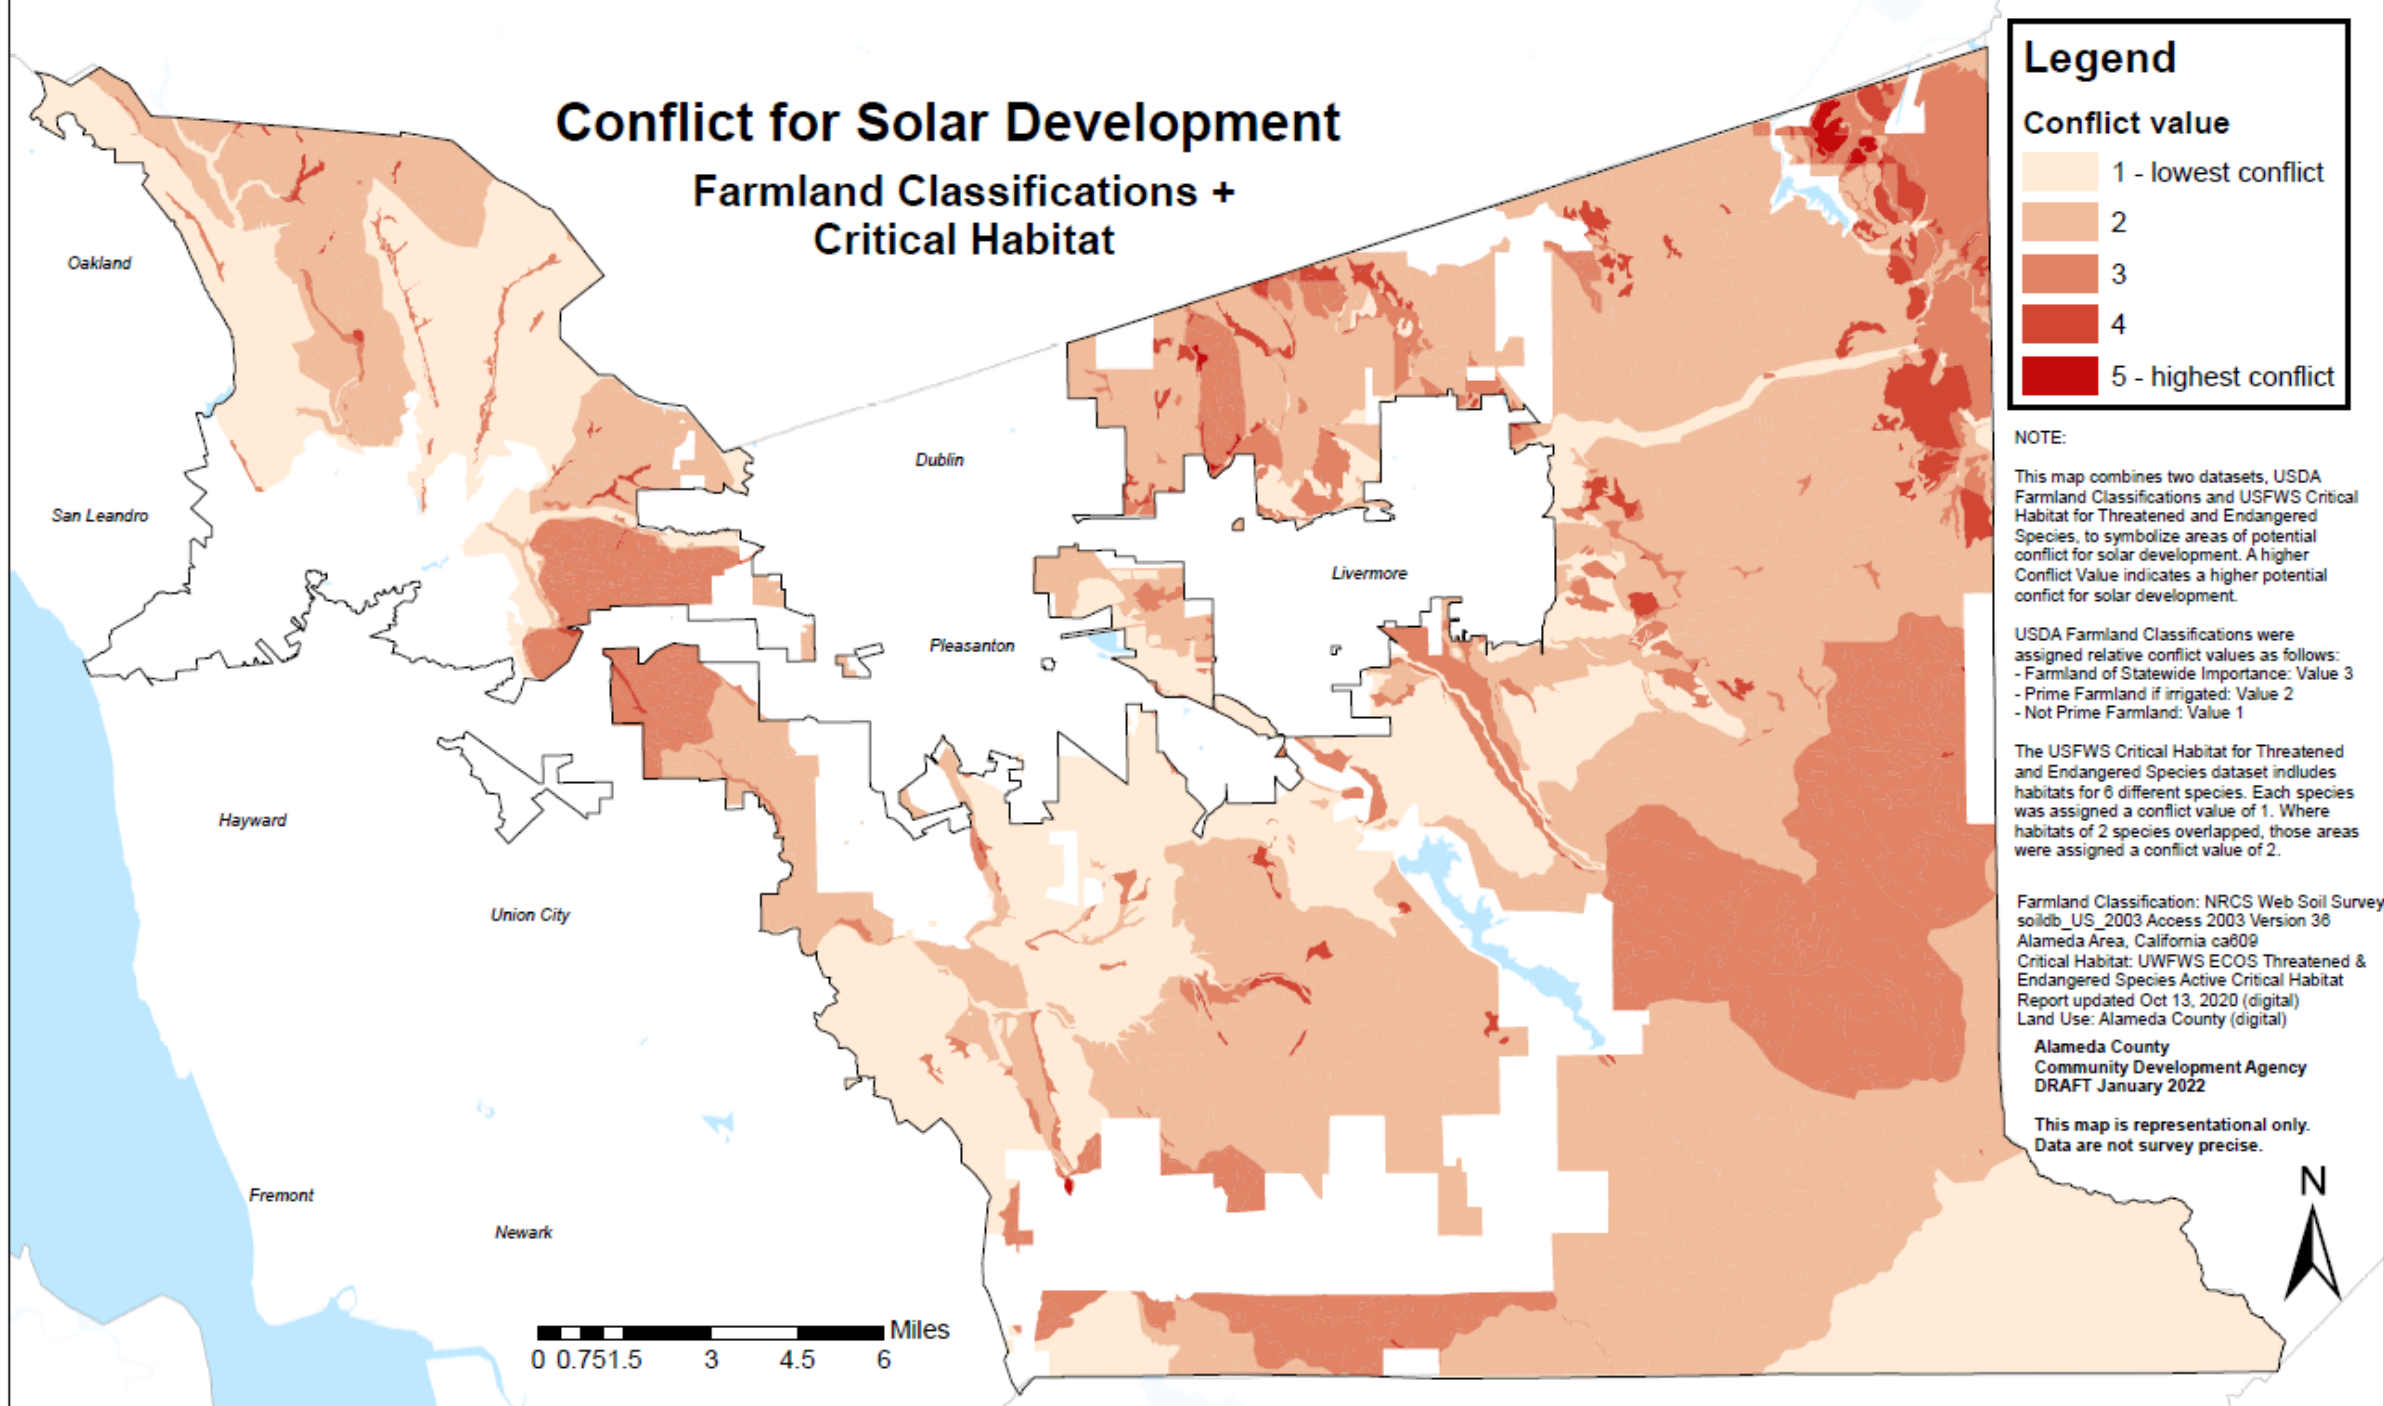 Conflict for Solar Development
Farmland Classifications +
Critical Habitat
Oakland
San Leandro
Hayward
Union City
Fremont
Newark
Dublin
Pleasanton
Livermore
0 0.751.5 3 4.5 6
Miles
Legend
Conflict value
1 - lowest conflict
2
3
4
5 - highest conflict
NOTE:
This map combines two datasets, USDA
Farmland Classifications and USFWS Critical
Habitat for Threatened and Endangered
Species, to symbolize areas of potential
conflict for solar development. A higher
Conflict Value indicates a higher potential
confict for solar development.
USDA Farmland Classifications were
assigned relative conflict values as follows:
- Farmland of Statewide Importance: Value 3
- Prime Farmland if irrigated: Value 2
- Not Prime Farmland: Value 1
The USFWS Critical Habitat for Threatened
and Endangered Species dataset includes
habitats for 6 different species. Each species
was assigned a conflict value of 1. Where
habitats of 2 species overlapped, those areas
were assigned a conflict value of 2.
Farmland Classification: NRCS Web Soil Survey
soildb_US_2003 Access 2003 Version 36
Alameda Area, California ca609
Critical Habitat: UWFWS ECOS Threatened &
Endangered Species Active Critical Habitat
Report updated Oct 13, 2020 (digital)
Land Use: Alameda County (digital)
Alameda County
Community Development Agency
DRAFT January 2022
This map is representational only.
Data are not survey precise.
N